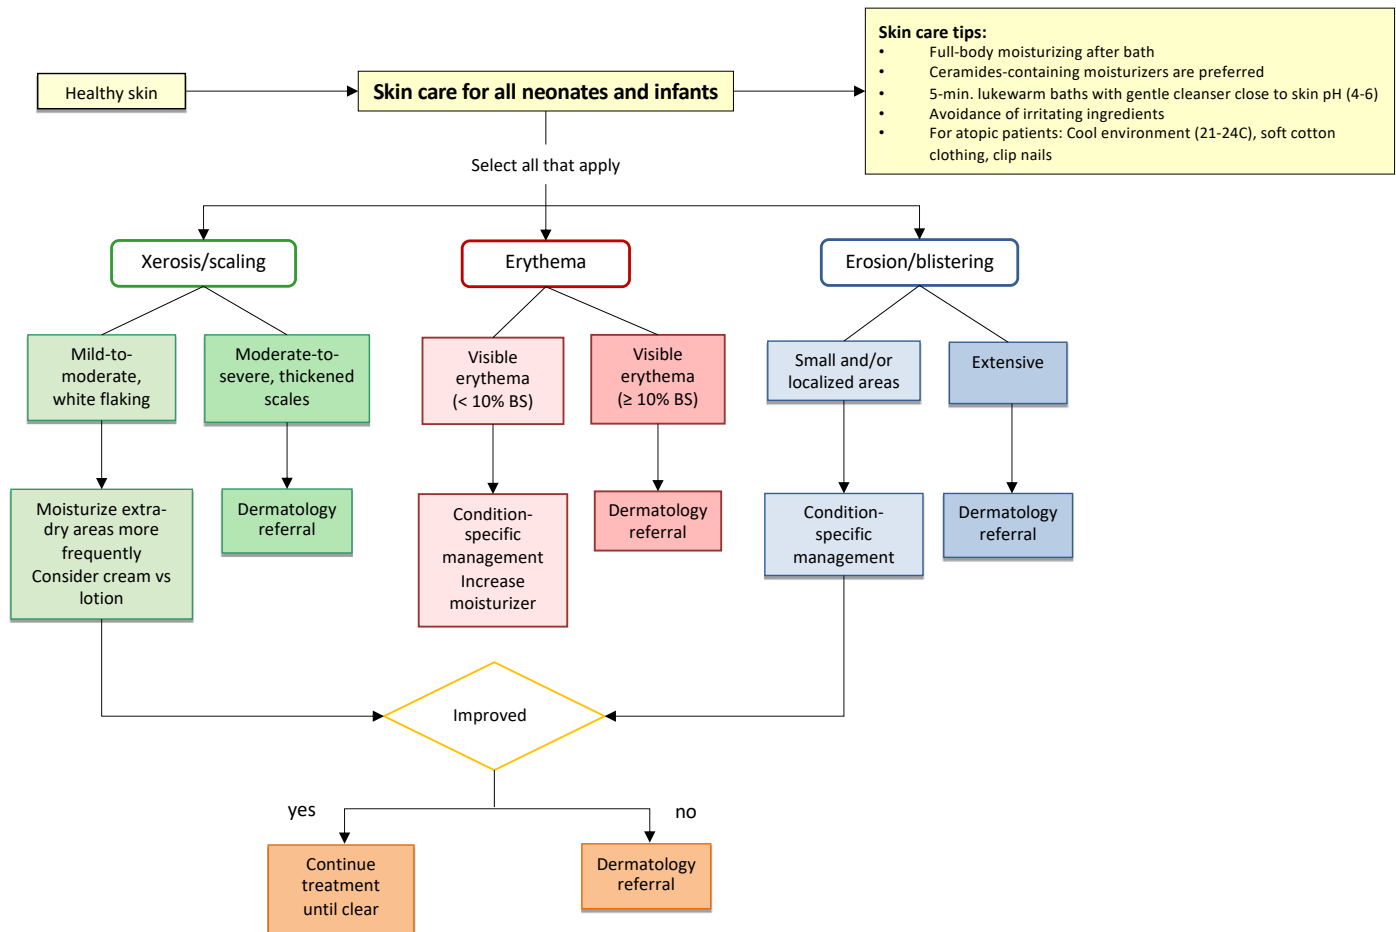 Skin care tips:
• Full-body moisturizing after bath
• Ceramides-containing moisturizers are preferred
• 5-min. lukewarm baths with gentle cleanser close to skin pH (4-6)
• Avoidance of irritating ingredients
• For atopic patients: Cool environment (21-24C), soft cotton
clothing, clip nails
Healthy skin
Skin care for all neonates and infants
Select all that apply
Xerosis/scaling
Erythema
Erosion/blistering
Mild-to-
moderate,
white flaking
Moderate-to-
severe, thickened
scales
Visible
erythema
(< 10% BS)
Visible
erythema
(≥ 10% BS)
Small and/or
localized areas
Extensive
Moisturize extra-
dry areas more
frequently
Consider cream vs
lotion
Dermatology
referral
Condition-
specific
management
Increase
moisturizer
Dermatology
referral
Condition-
specific
management
Dermatology
referral
Improved
yes
no
Continue
treatment
until clear
Dermatology
referral